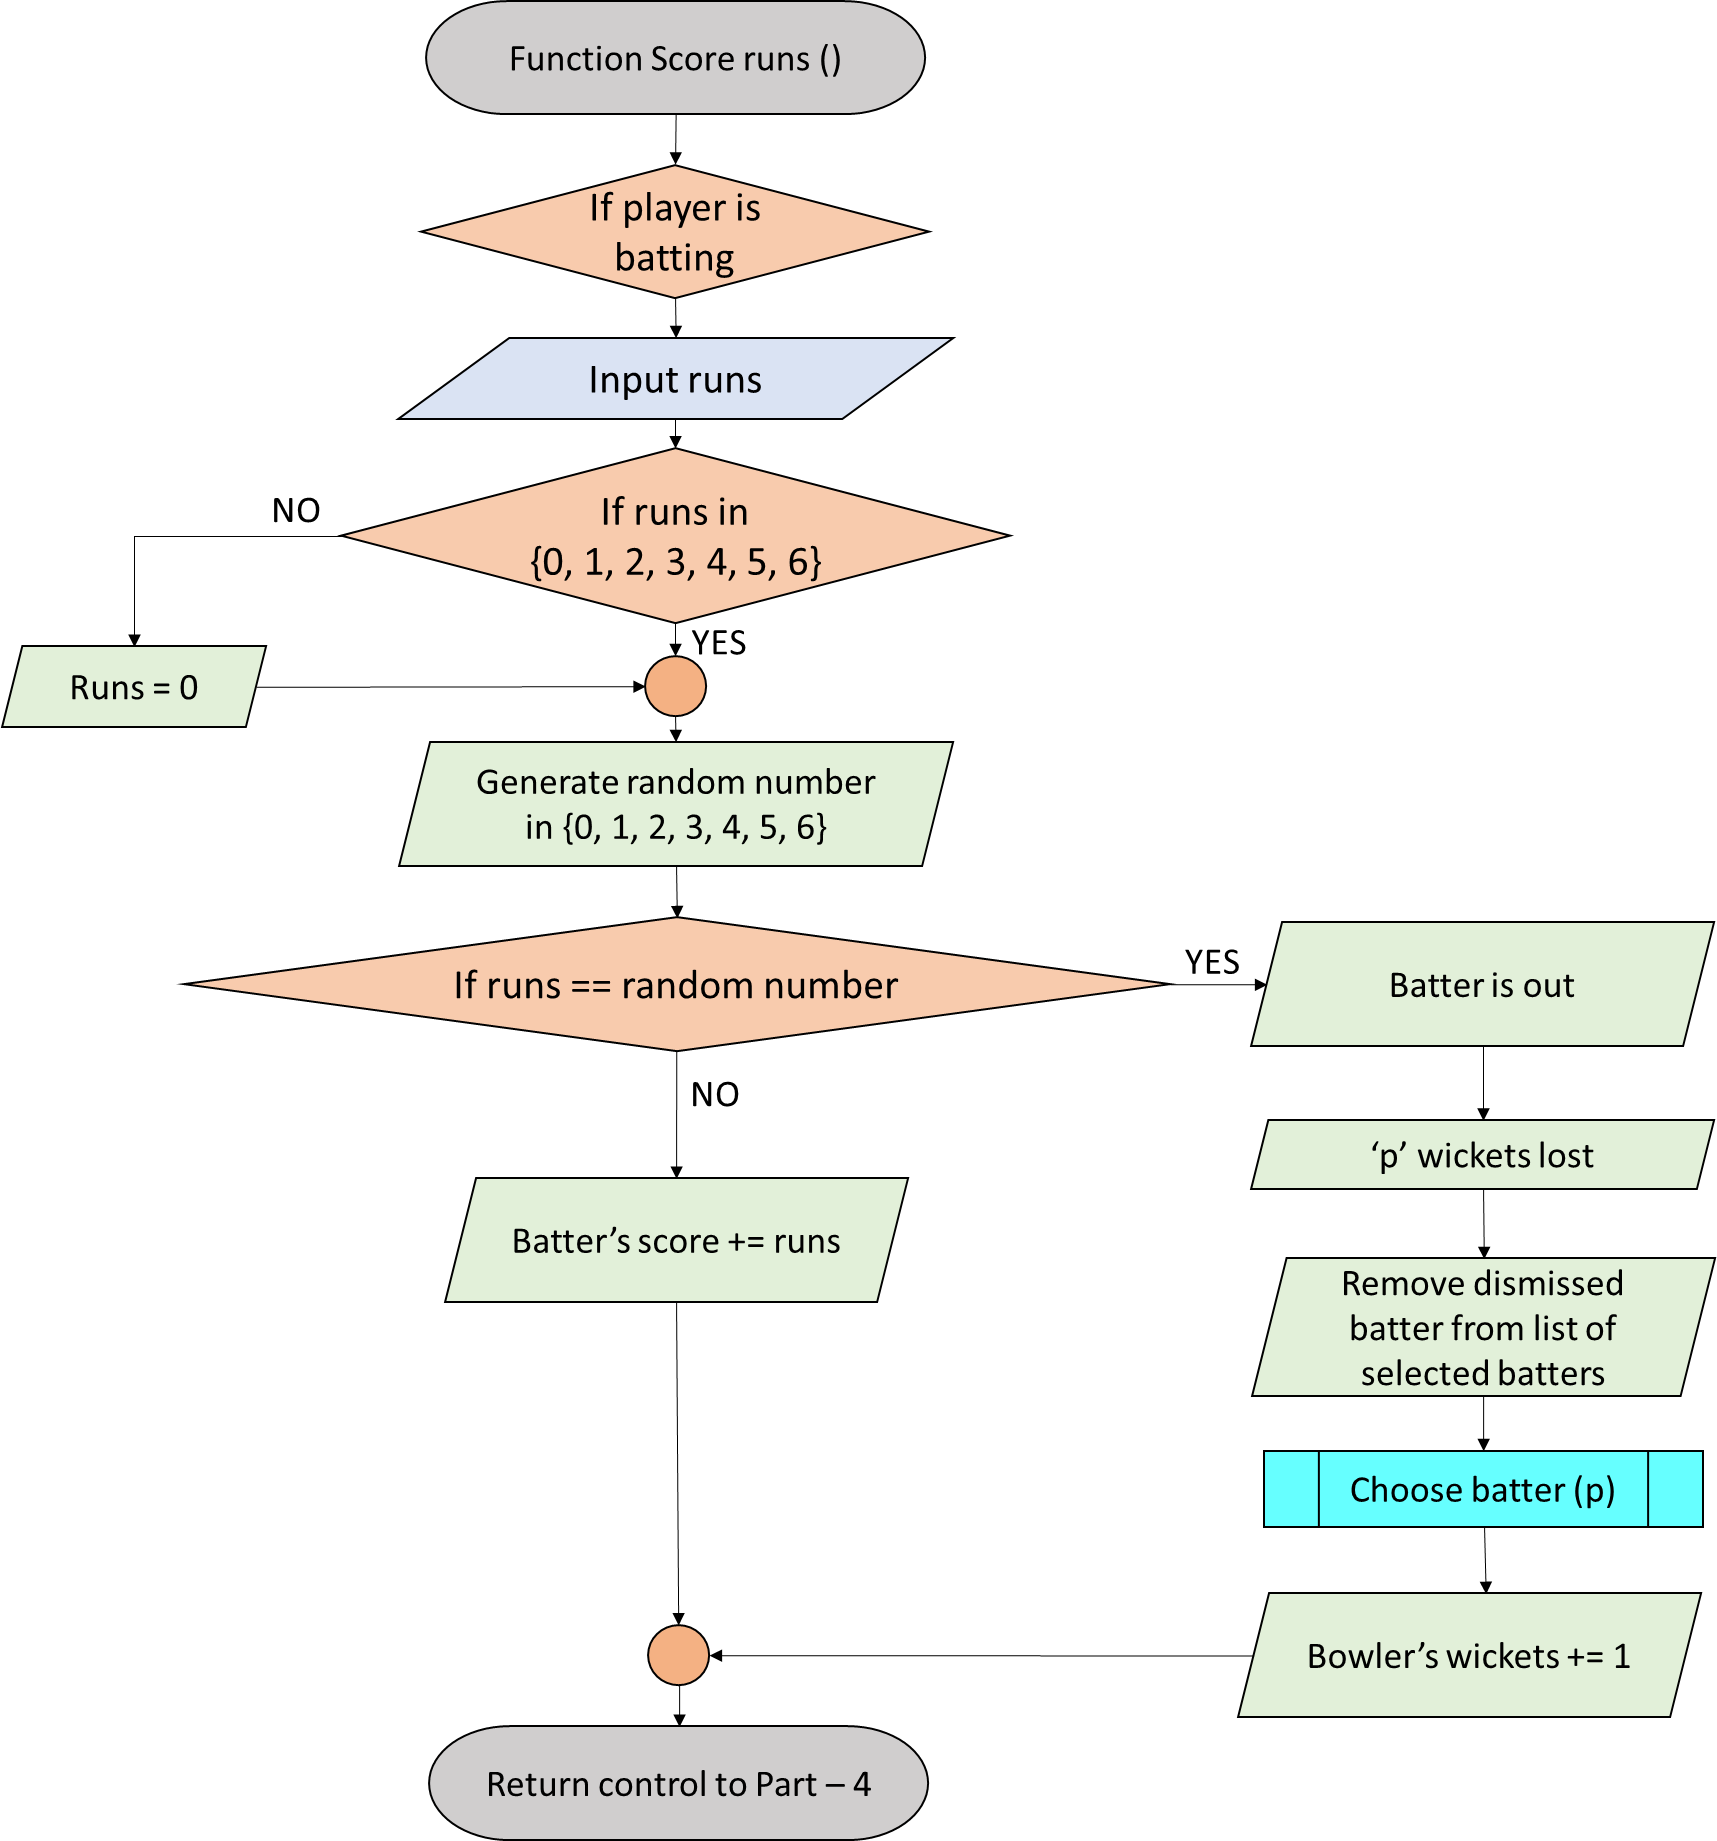 Function Score runs ()
If player is
batting
Input runs
If runs in
{0, 1, 2, 3, 4, 5, 6}
NO
YES
Runs = 0
Generate random number
in {0, 1, 2, 3, 4, 5, 6}
If runs == random number
YES
Batter is out
NO
‘p’ wickets lost
Batter’s score += runs
Remove dismissed
batter from list of
selected batters
Choose batter (p)
Bowler’s wickets += 1
Return control to Part – 4